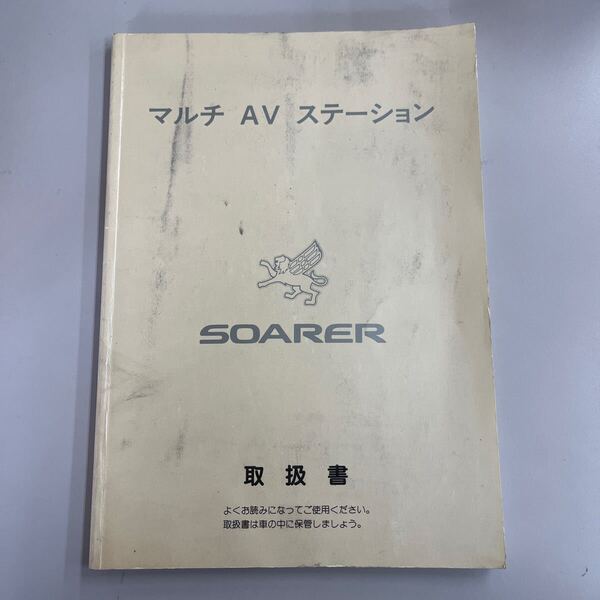 マルチ AV ステーション
SOARER
取扱書
よくお読みになってご使用ください。
取扱書は車の中に保管しましょう。